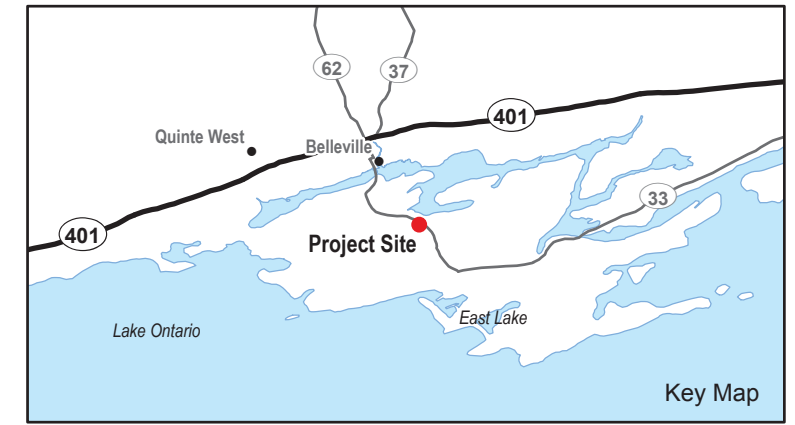 62
37
401
Quinte West
Belleville
33
401
Project Site
East Lake
Lake Ontario
Key Map